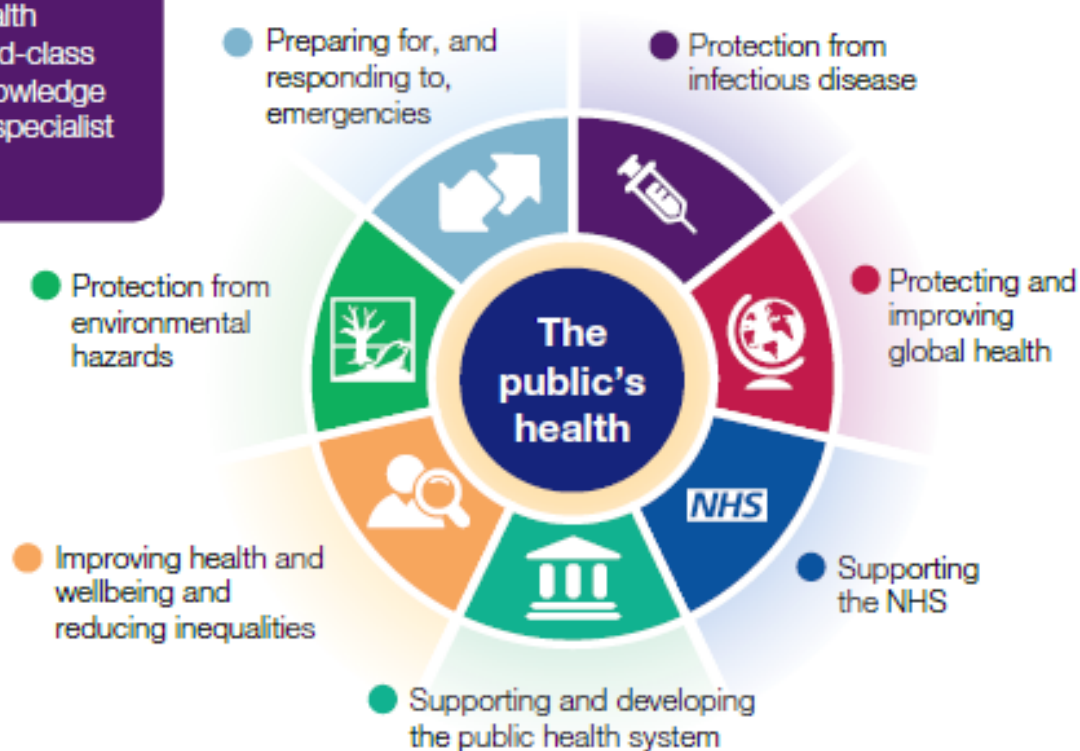 alth
d-class
owledge
specialist
Preparing for, and
responding to,
emergencies
Protection from
infectious disease
Protection from
environmental
hazards
Protecting and
improving
global health
The
public's
health
NHS
Improving health and
wellbeing and
reducing inequalities
Supporting
the NHS
Supporting and developing
the public health system